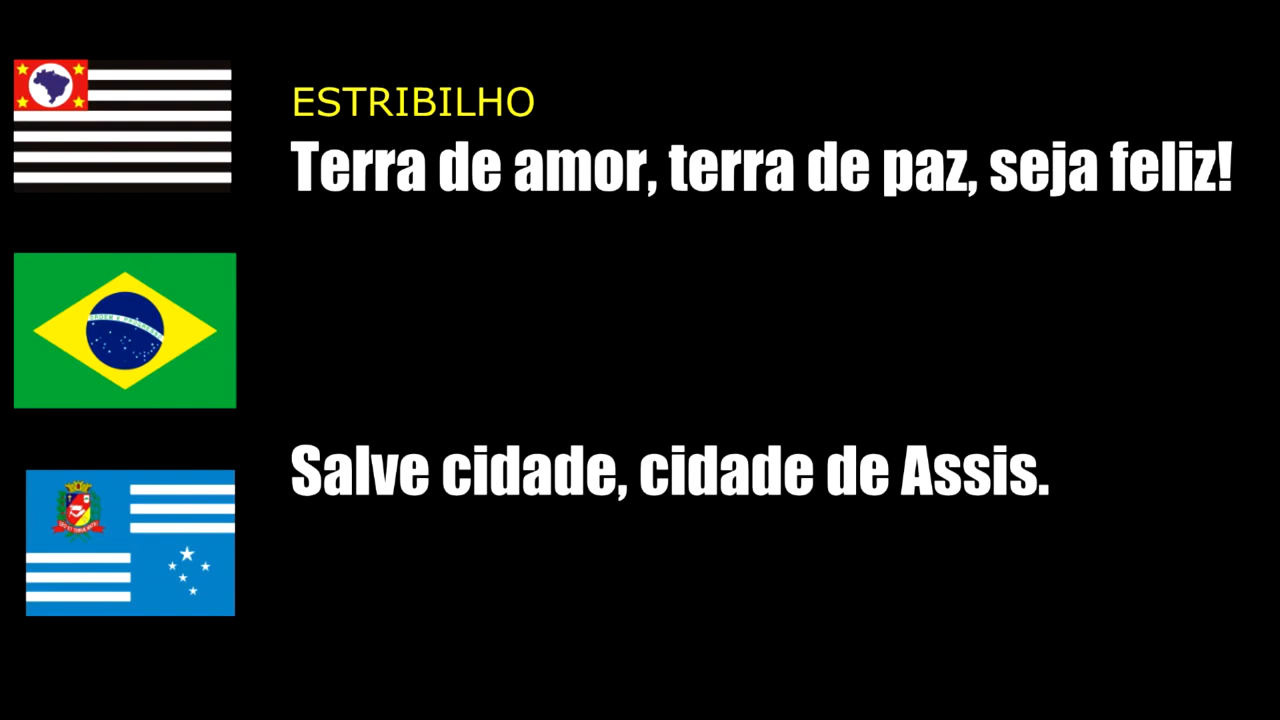 ESTRIBILHO
Terra de amor, terra de paz, seja feliz!
Salve cidade, cidade de Assis.